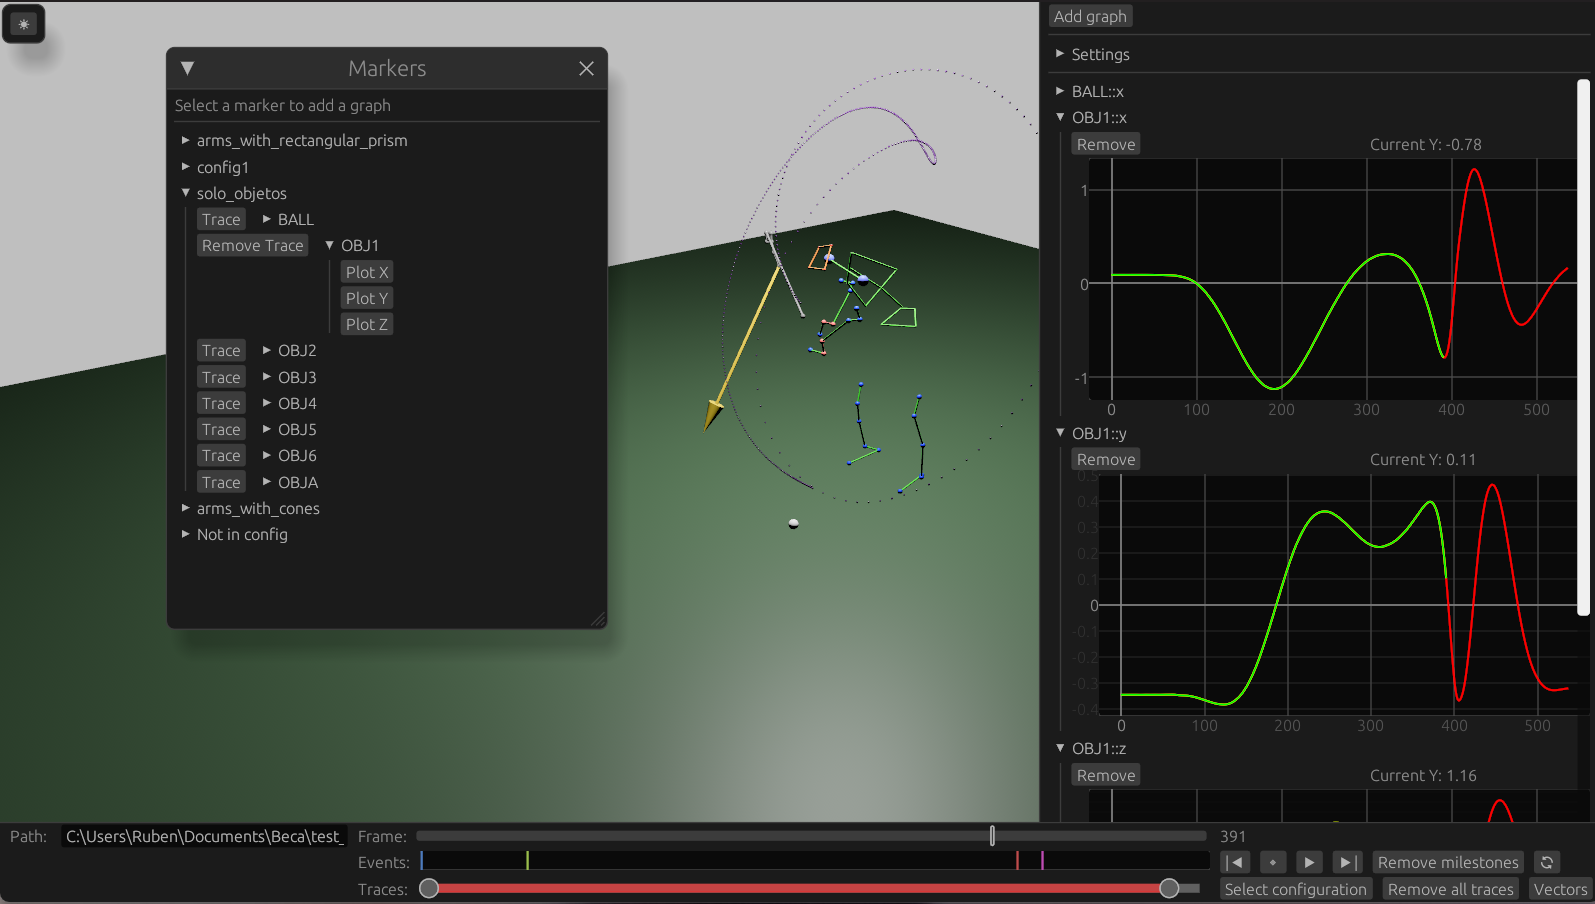 Markers
Select a marker to add a graph
arms_with_rectangular_prism
config1
solo_objetos
Trace BALL
Remove Trace OBJ1
Plot X
Plot Y
Plot Z
Trace OBJ2
Trace OBJ3
Trace OBJ4
Trace OBJ5
Trace OBJ6
Trace OBJA
arms_with_cones
Not in config
Add graph
Settings
BALL::x
OBJ1::x
Remove Current Y: -0.78
1
0
-1
0 100 200 300 400 500
OBJ1::y
Remove Current Y: 0.11
0.5
0.4
0.3
0.2
0.1
0
-0.1
-0.2
-0.3
-0.4
0 100 200 300 400 500
OBJ1::z
Remove Current Y: 1.16
Path: C:\Users\Ruben\Documents\Beca\test_ Frame: 391
Events: Remove milestones
Traces: Select configuration Remove all traces Vectors